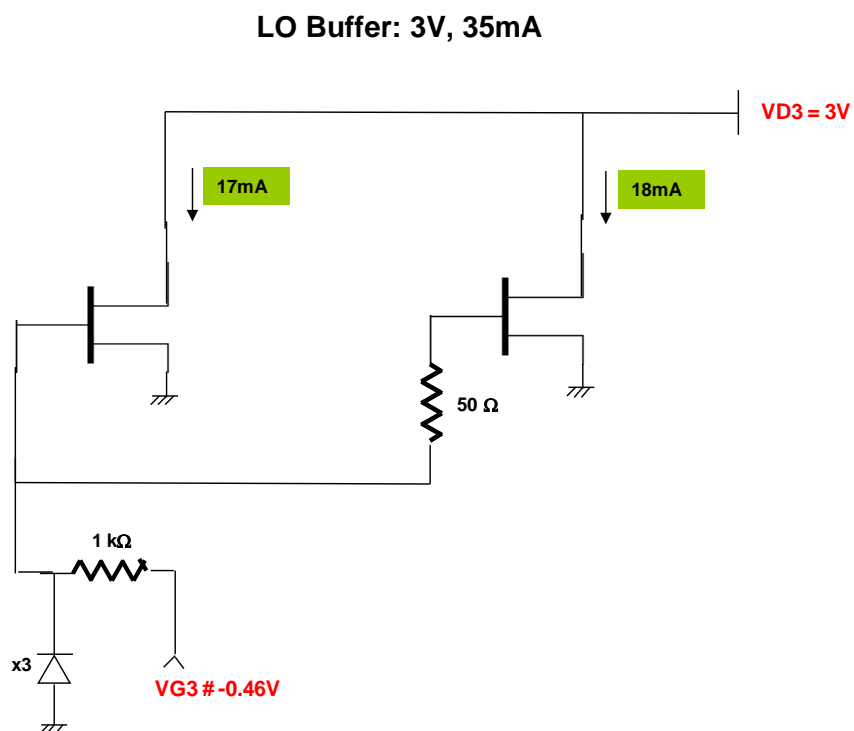 LO Buffer: 3V, 35mA
VD3 = 3V
17mA
18mA
50 Ω
1 kΩ
x3
VG3 # -0.46V